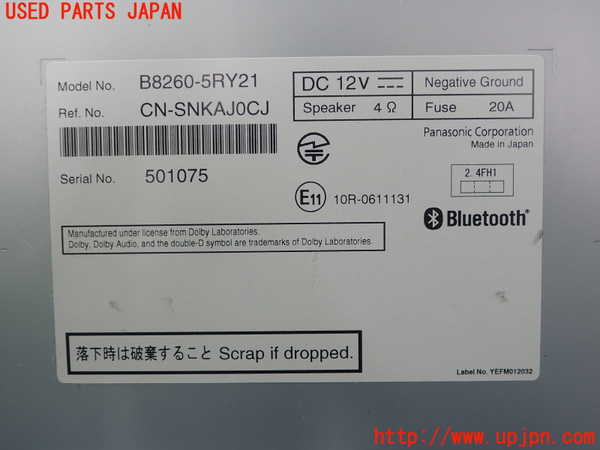 USED PARTS JAPAN
Model No. B8260-5RY21
Ref. No. CN-SNKAJ0CJ
Serial No. 501075
DC 12V Negative Ground
Speaker 4 Ω Fuse 20A
Panasonic Corporation
Made in Japan
2.4FH1
E11 10R-0611131
Bluetooth®
Manufactured under license from Dolby Laboratories.
Dolby, Dolby Audio, and the double-D symbol are trademarks of Dolby Laboratories.
落下時は破棄すること Scrap if dropped.
Label No. YEFM012032
http://www.upjpn.com/